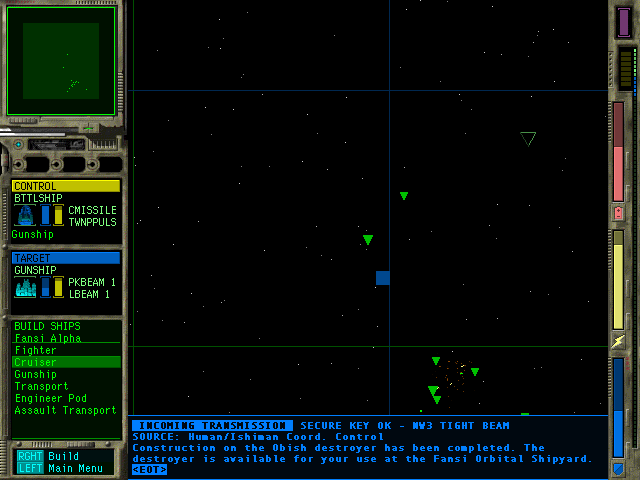 CONTROL
BTTLSHIP
CMISSILE
TWNPPULS
Gunship
TARGET
GUNSHIP
PKBEAM 1
LBEAM 1
BUILD SHIPS
Fansi Alpha
Fighter
Cruiser
Gunship
Transport
Engineer Pod
Assault Transport
RGHT Build
LEFT Main Menu
INCOMING TRANSMISSION SECURE KEY OK - NW3 TIGHT BEAM
SOURCE: Human/Ishiman Coord. Control
Construction on the Obish destroyer has been completed. The
destroyer is available for your use at the Fansi Orbital Shipyard.
<EOT>